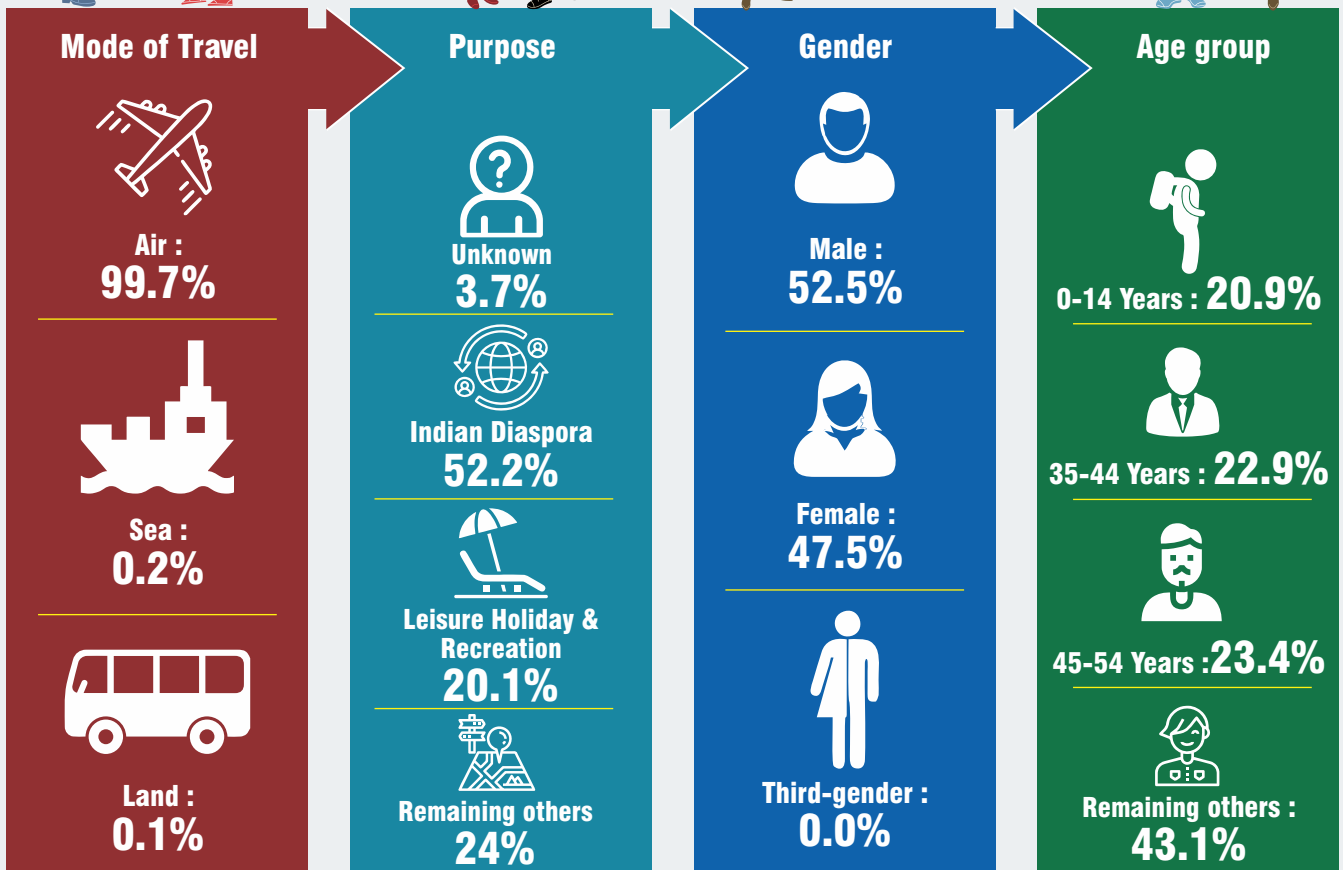 Mode of Travel
Air :
99.7%
Sea :
0.2%
Land :
0.1%
Purpose
?
Unknown
3.7%
Indian Diaspora
52.2%
Leisure Holiday &
Recreation
20.1%
Remaining others
24%
Gender
Male :
52.5%
Female :
47.5%
Third-gender :
0.0%
Age group
0-14 Years : 20.9%
35-44 Years : 22.9%
45-54 Years :23.4%
Remaining others :
43.1%